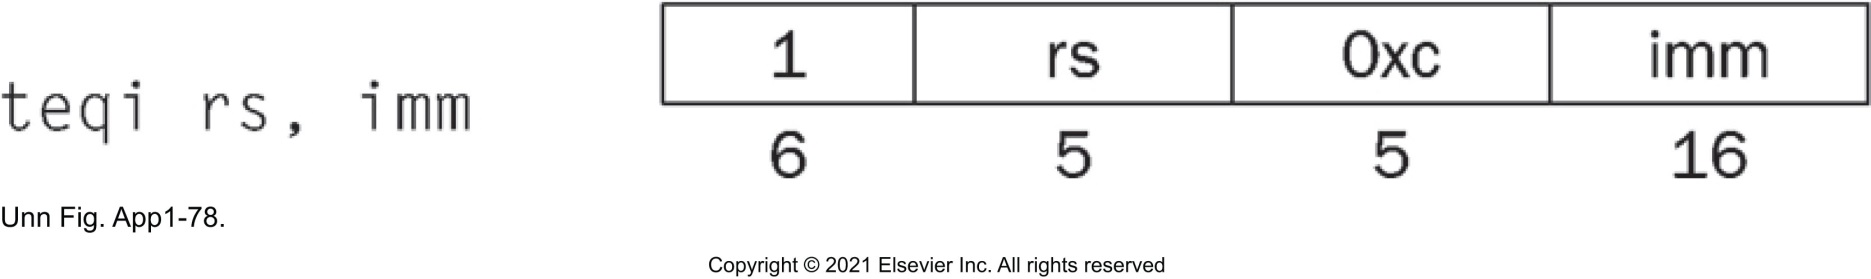 teqi rs, imm
1 rs 0xc imm
6 5 5 16
Unn Fig. App1-78.
Copyright © 2021 Elsevier Inc. All rights reserved